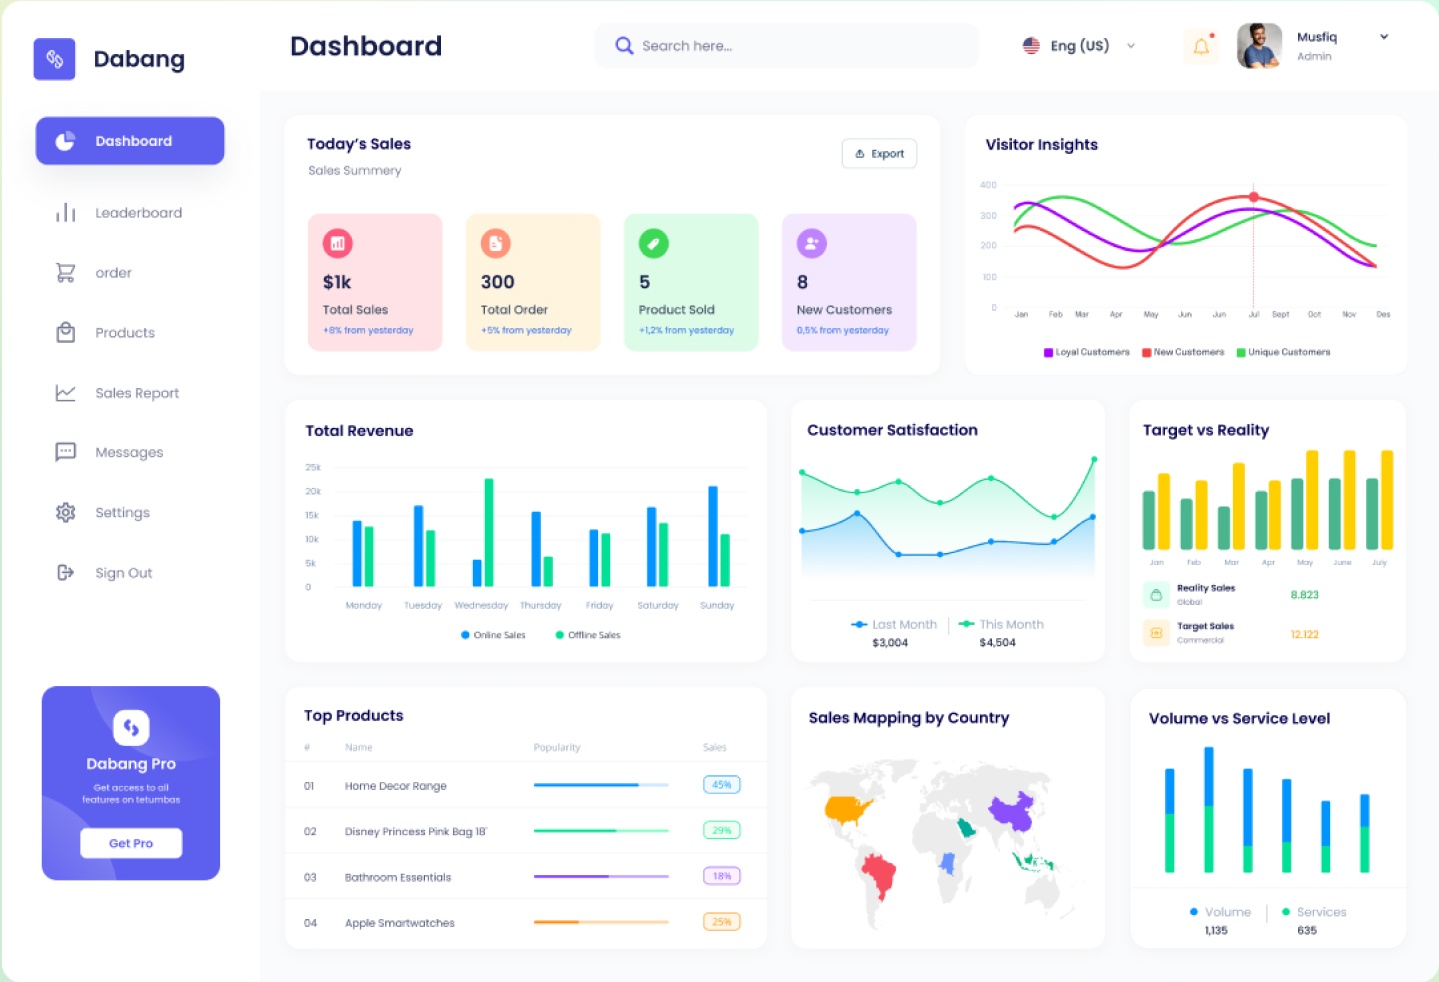 Dabang
Dashboard
Search here...
Eng (US)
Musfiq
Admin
Dashboard
Leaderboard
order
Products
Sales Report
Messages
Settings
Sign Out
Dabang Pro
Get access to all
features on tetumbas
Get Pro
Today’s Sales
Sales Summery
Export
$1k
Total Sales
+8% from yesterday
300
Total Order
+5% from yesterday
5
Product Sold
+1,2% from yesterday
8
New Customers
0,5% from yesterday
Visitor Insights
400
300
200
100
0
Jan Feb Mar Apr May Jun Jun Jul Sept Oct Nov Des
Loyal Customers New Customers Unique Customers
Total Revenue
25k
20k
15k
10k
5k
0
Monday Tuesday Wednesday Thursday Friday Saturday Sunday
Online Sales Offline Sales
Customer Satisfaction
Last Month This Month
$3,004 $4,504
Target vs Reality
Jan Feb Mar Apr May June July
Reality Sales
Global
8.823
Target Sales
Commercial
12.122
Top Products
# Name Popularity Sales
01 Home Decor Range 45%
02 Disney Princess Pink Bag 18' 29%
03 Bathroom Essentials 18%
04 Apple Smartwatches 25%
Sales Mapping by Country
Volume vs Service Level
Volume Services
1,135 635